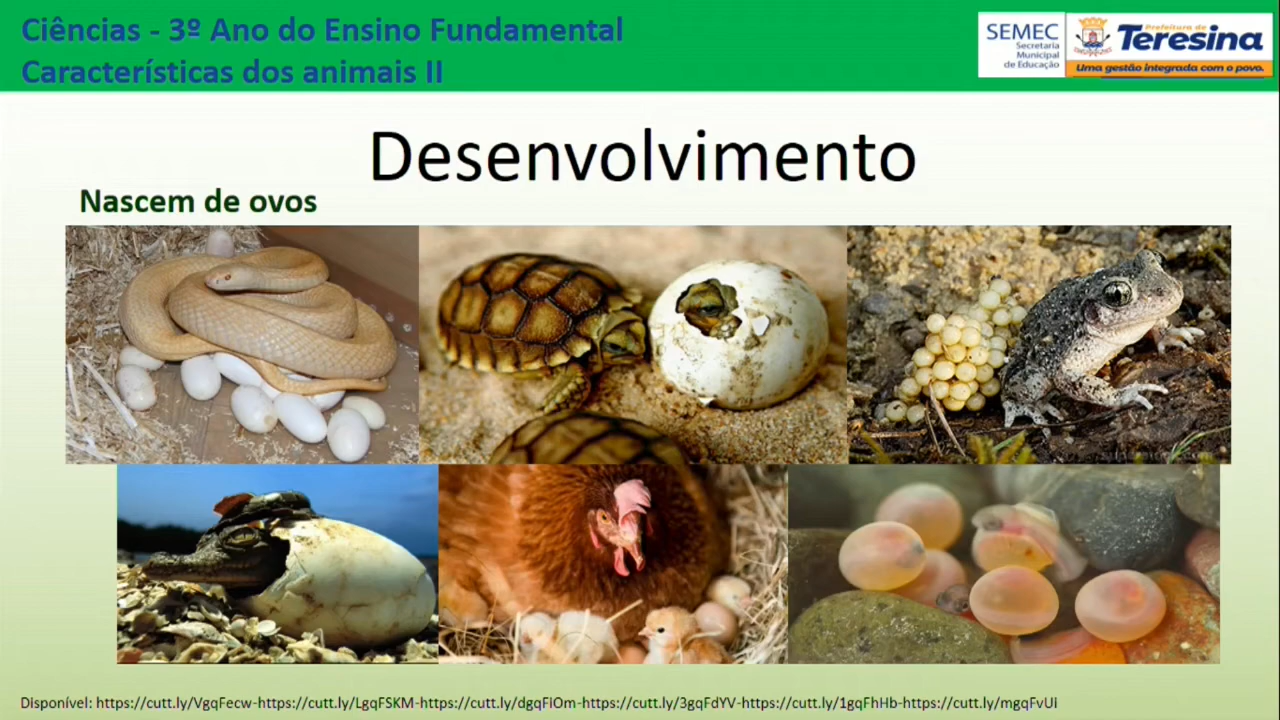 Ciências - 3º Ano do Ensino Fundamental
Características dos animais II
SEMEC
Secretaria
Municipal
de Educação
Prefeitura de
Teresina
Uma gestão integrada com o povo.
Desenvolvimento
Nascem de ovos
Disponível: https://cutt.ly/VgqFecw-https://cutt.ly/LgqFSKM-https://cutt.ly/dgqFiOm-https://cutt.ly/3gqFdYV-https://cutt.ly/1gqFhHb-https://cutt.ly/mgqFvUI